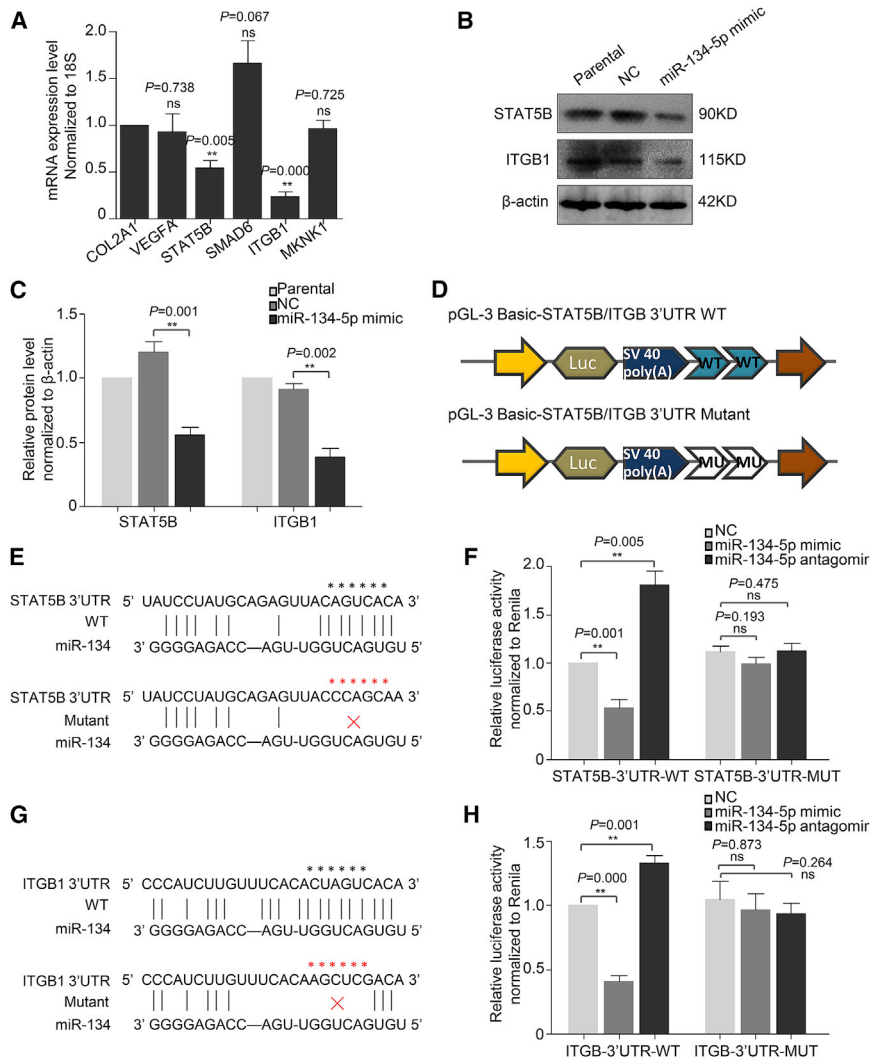 A
mRNA expression level
Normalized to 18S
2.0
1.5
1.0
0.5
0
P=0.738
ns
P=0.005
**
P=0.067
ns
P=0.000
**
P=0.725
ns
COL2A1
VEGFA
STAT5B
SMAD6
ITGB1
MKNK1
B
Parental
NC
miR-134-5p mimic
STAT5B
90KD
ITGB1
115KD
β-actin
42KD
C
Parental
NC
miR-134-5p mimic
Relative protein level
normalized to β-actin
1.5
1.0
0.5
0
P=0.001
**
P=0.002
**
STAT5B
ITGB1
D
pGL-3 Basic-STAT5B/ITGB 3’UTR WT
Luc
SV 40
poly(A)
WT
WT
pGL-3 Basic-STAT5B/ITGB 3’UTR Mutant
Luc
SV 40
poly(A)
MU
MU
E
* * * * * *
STAT5B 3’UTR 5’ UAUCCUAUGCAGAGUUACAGUCACA 3’
WT
miR-134 3’ GGGGAGACC—AGU-UGGUCAGUGU 5’
* * * * * *
STAT5B 3’UTR 5’ UAUCCUAUGCAGAGUUACCCAGCAA 3’
Mutant
miR-134 3’ GGGGAGACC—AGU-UGGUCAGUGU 5’
F
NC
miR-134-5p mimic
miR-134-5p antagomir
Relative luciferase activity
normalized to Renila
2.0
1.5
1.0
0.5
0
P=0.005
**
P=0.001
**
P=0.475
ns
P=0.193
ns
STAT5B-3’UTR-WT
STAT5B-3’UTR-MUT
G
* * * * * *
ITGB1 3’UTR 5’ CCCAUCUUGUUUCACACUAGUCACA 3’
WT
miR-134 3’ GGGGAGACC—AGU-UGGUCAGUGU 5’
* * * * * *
ITGB1 3’UTR 5’ CCCAUCUUGUUUCACAAGCUCGACA 3’
Mutant
miR-134 3’ GGGGAGACC—AGU-UGGUCAGUGU 5’
H
NC
miR-134-5p mimic
miR-134-5p antagomir
Relative luciferase activity
normalized to Renila
1.5
1.0
0.5
0
P=0.001
**
P=0.000
**
P=0.873
ns
P=0.264
ns
ITGB-3’UTR-WT
ITGB-3’UTR-MUT